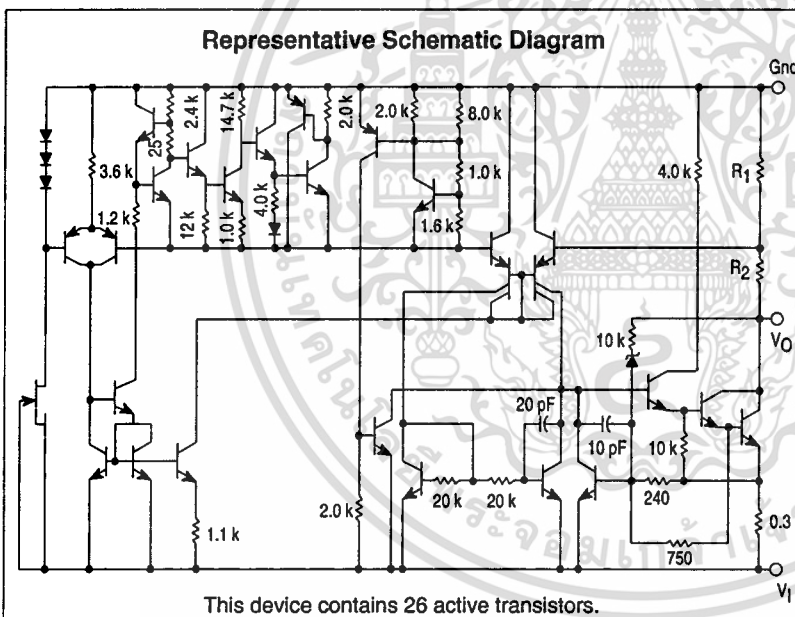 Representative Schematic Diagram
Gnd
25
2.4 k
14.7 k
2.0 k
2.0 k
8.0 k
3.6 k
4.0 k
1.0 k
4.0 k
R1
1.2 k
12 k
1.0 k
1.6 k
R2
10 k
VO
20 pF
10 pF
10 k
20 k
20 k
240
0.3
2.0 k
1.1 k
750
VI
This device contains 26 active transistors.